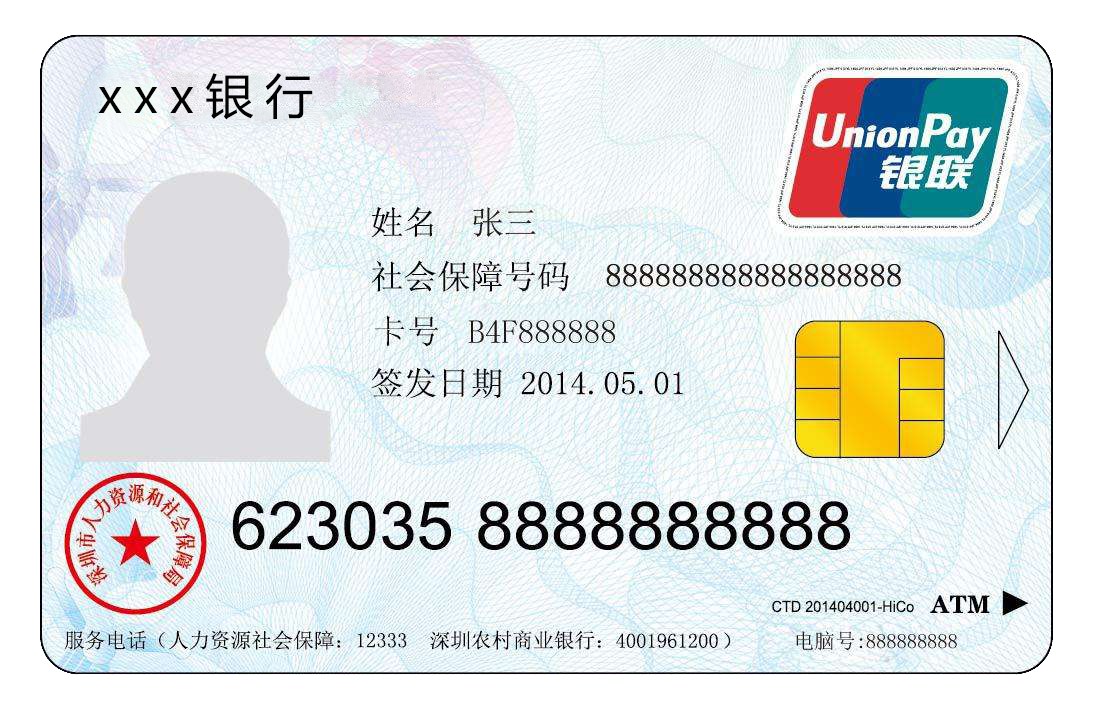 xxx银行
UnionPay
银联
姓名 张三
社会保障号码 888888888888888888
卡号 B4F888888
签发日期 2014.05.01
深圳市人力资源和社会保障局
623035 8888888888
CTD 201404001-HiCo ATM
服务电话（人力资源社会保障：12333 深圳农村商业银行：4001961200） 电脑号:888888888